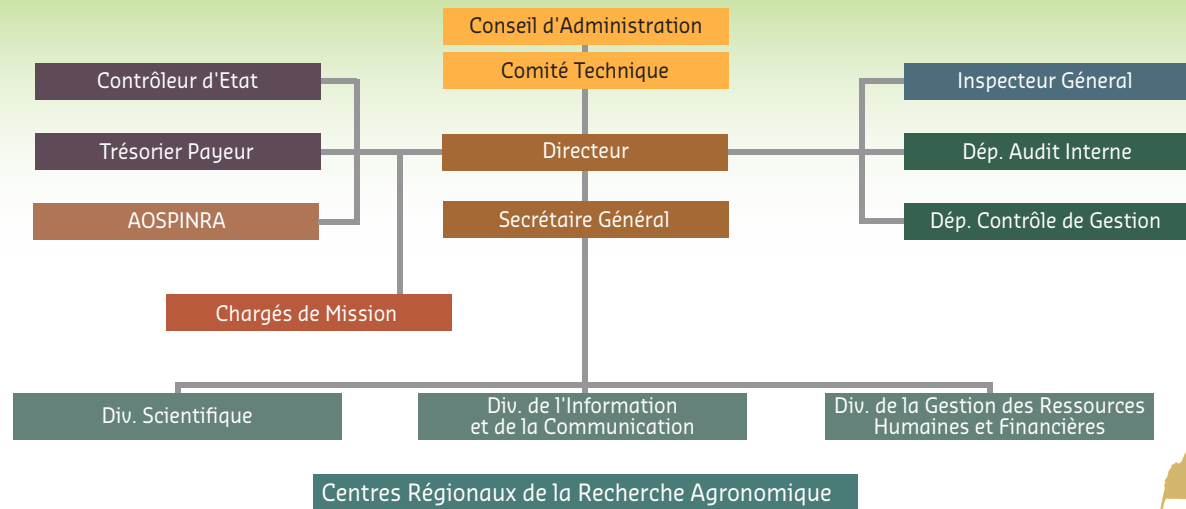 Conseil d'Administration
Comité Technique
Contrôleur d'Etat
Inspecteur Géneral
Trésorier Payeur
Directeur
Dép. Audit Interne
AOSPINRA
Secrétaire Général
Dép. Contrôle de Gestion
Chargés de Mission
Div. Scientifique
Div. de l'Information
et de la Communication
Div. de la Gestion des Ressources
Humaines et Financières
Centres Régionaux de la Recherche Agronomique